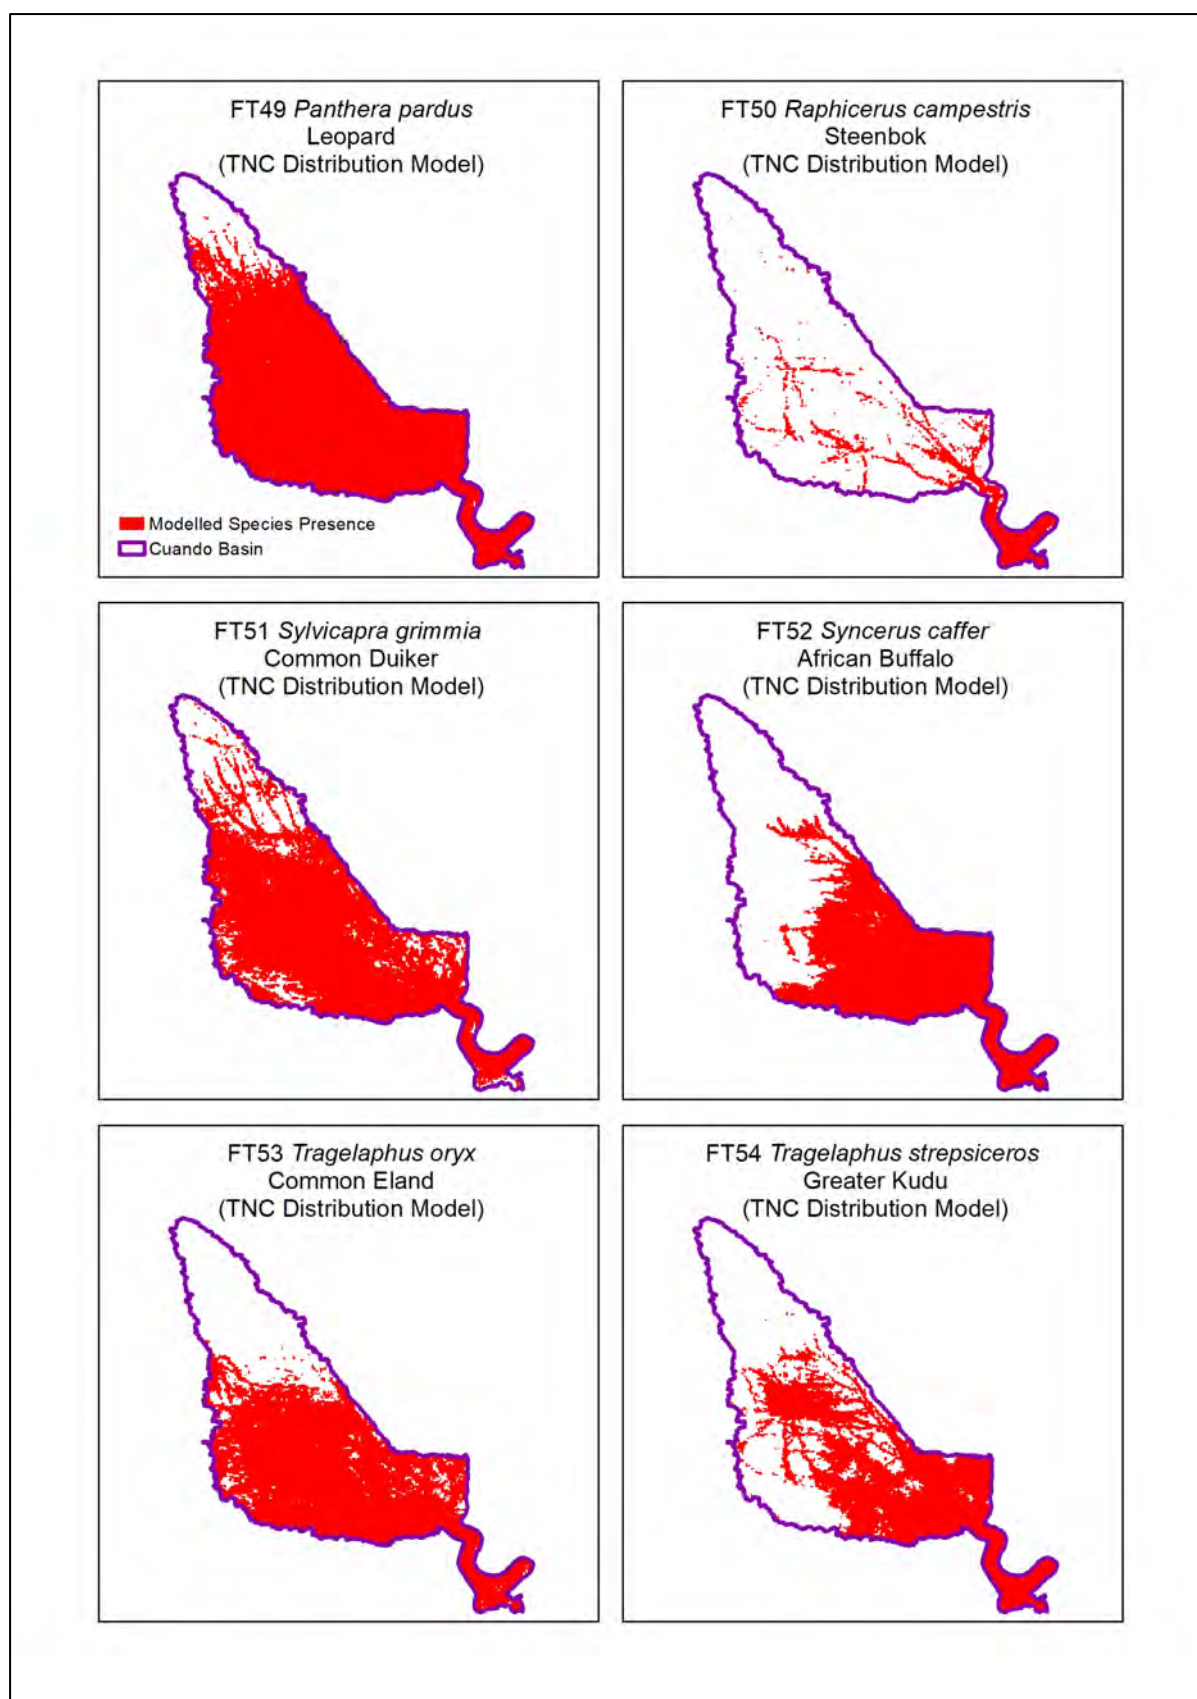 FT49 Panthera pardus
Leopard
(TNC Distribution Model)
Modelled Species Presence
Cuando Basin
FT50 Raphicerus campestris
Steenbok
(TNC Distribution Model)
FT51 Sylvicapra grimmia
Common Duiker
(TNC Distribution Model)
FT52 Syncerus caffer
African Buffalo
(TNC Distribution Model)
FT53 Tragelaphus oryx
Common Eland
(TNC Distribution Model)
FT54 Tragelaphus strepsiceros
Greater Kudu
(TNC Distribution Model)